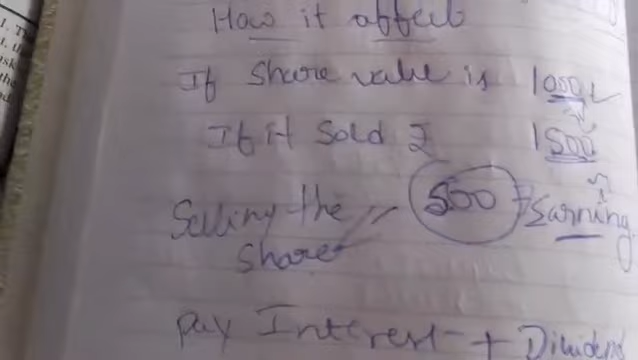 How it affect
If Share value is 1000
If it Sold 1500
Selling the 500 Earning
Share
Pay Interest + Dividend